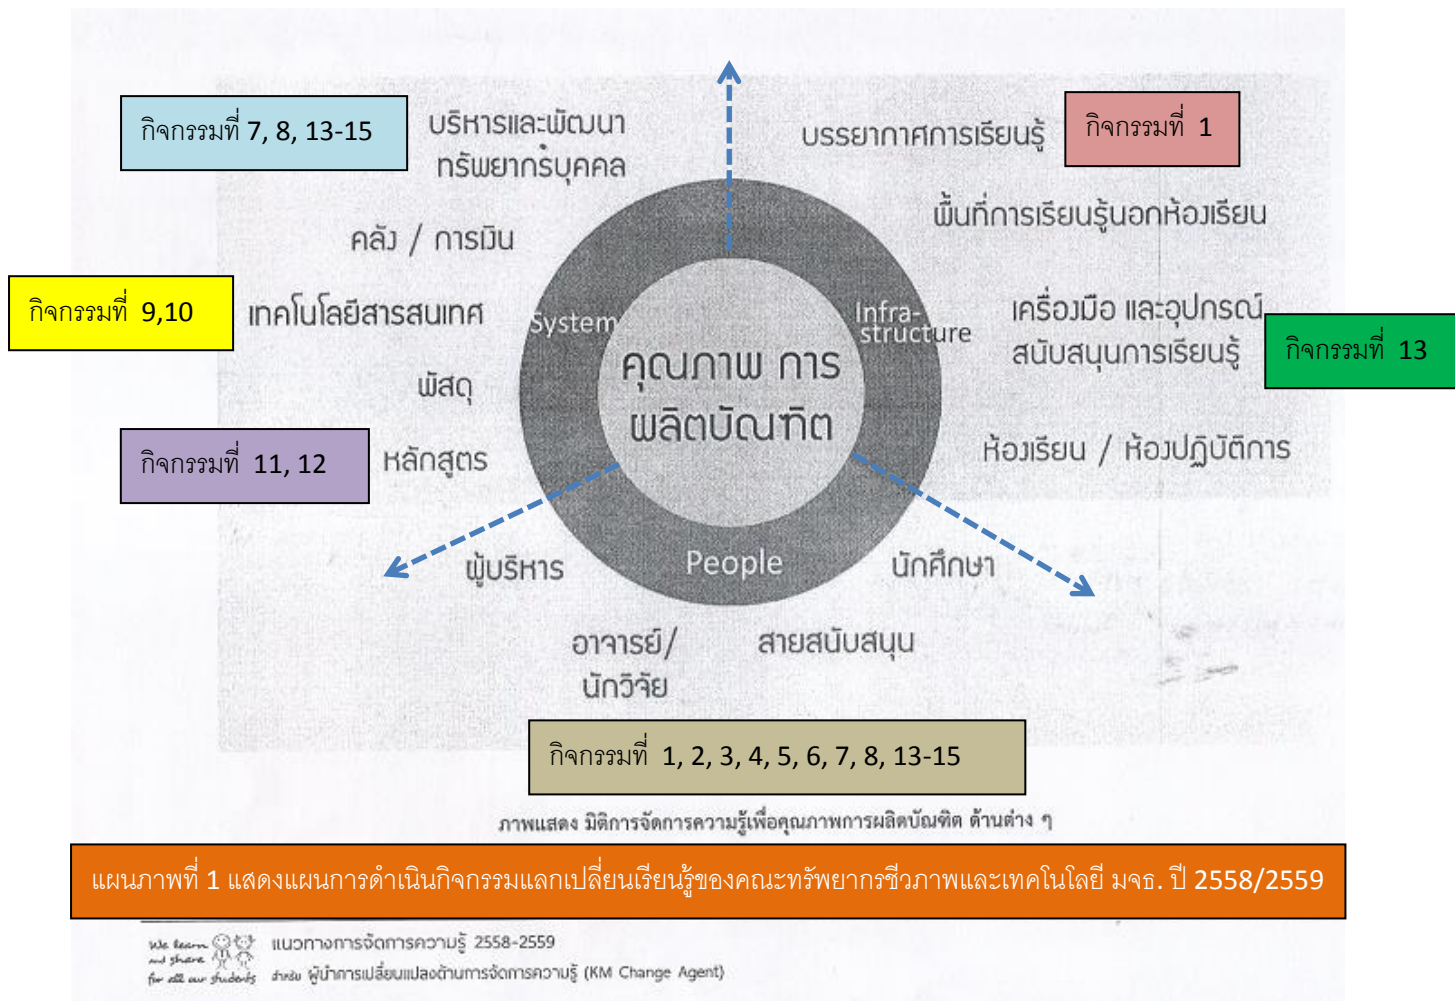 กิจกรรมที่ 7, 8, 13-15
บริหารและพัฒนา
ทรัพยากรบุคคล
บรรยากาศการเรียนรู้
กิจกรรมที่ 1
พื้นที่การเรียนรู้นอกห้องเรียน
คลัง / การเงิน
กิจกรรมที่ 9,10
เทคโนโลยีสารสนเทศ
System
Infra-
structure
เครื่องมือ และอุปกรณ์
สนับสนุนการเรียนรู้
กิจกรรมที่ 13
คุณภาพ การ
ผลิตบัณฑิต
พัสดุ
กิจกรรมที่ 11, 12
หลักสูตร
ห้องเรียน / ห้องปฏิบัติการ
ผู้บริหาร
People
นักศึกษา
อาจารย์/
นักวิจัย
สายสนับสนุน
กิจกรรมที่ 1, 2, 3, 4, 5, 6, 7, 8, 13-15
ภาพแสดง มิติการจัดการความรู้เพื่อคุณภาพการผลิตบัณฑิต ด้านต่าง ๆ
แผนภาพที่ 1 แสดงแผนการดำเนินกิจกรรมแลกเปลี่ยนเรียนรู้ของคณะทรัพยากรชีวภาพและเทคโนโลยี มจธ. ปี 2558/2559
We learn
and share
for all our students
แนวทางการจัดการความรู้ 2558-2559
สำหรับ ผู้นำการเปลี่ยนแปลงด้านการจัดการความรู้ (KM Change Agent)